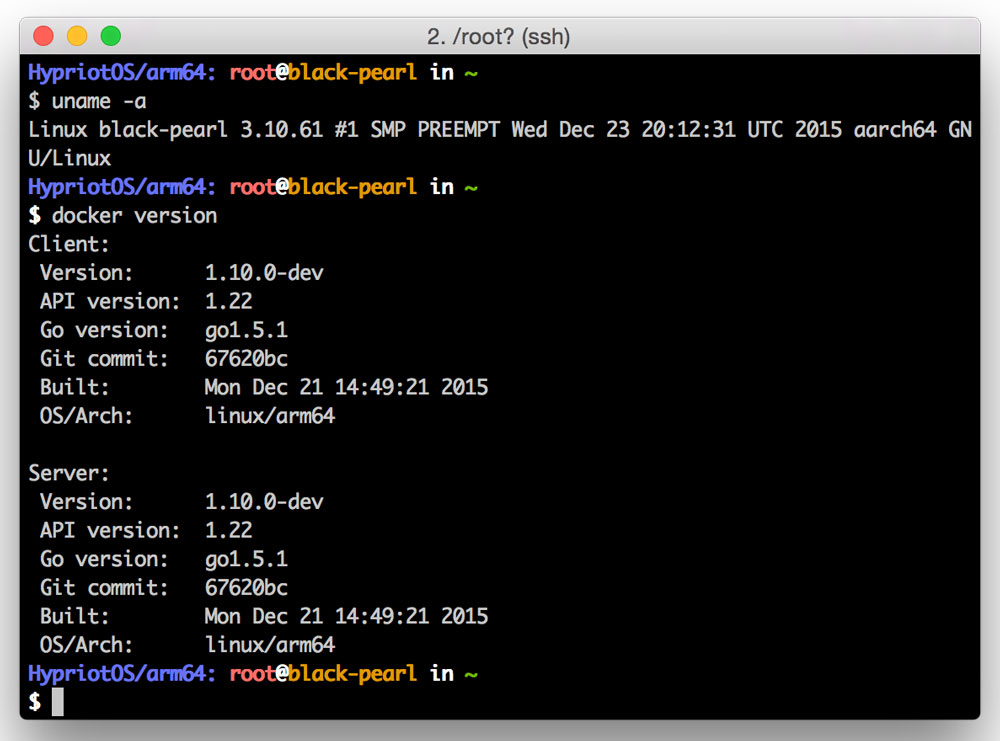 2. /root? (ssh)
HypriotOS/arm64: root@black-pearl in ~
$ uname -a
Linux black-pearl 3.10.61 #1 SMP PREEMPT Wed Dec 23 20:12:31 UTC 2015 aarch64 GN
U/Linux
HypriotOS/arm64: root@black-pearl in ~
$ docker version
Client:
 Version:      1.10.0-dev
 API version:  1.22
 Go version:   go1.5.1
 Git commit:   67620bc
 Built:        Mon Dec 21 14:49:21 2015
 OS/Arch:      linux/arm64

Server:
 Version:      1.10.0-dev
 API version:  1.22
 Go version:   go1.5.1
 Git commit:   67620bc
 Built:        Mon Dec 21 14:49:21 2015
 OS/Arch:      linux/arm64
HypriotOS/arm64: root@black-pearl in ~
$